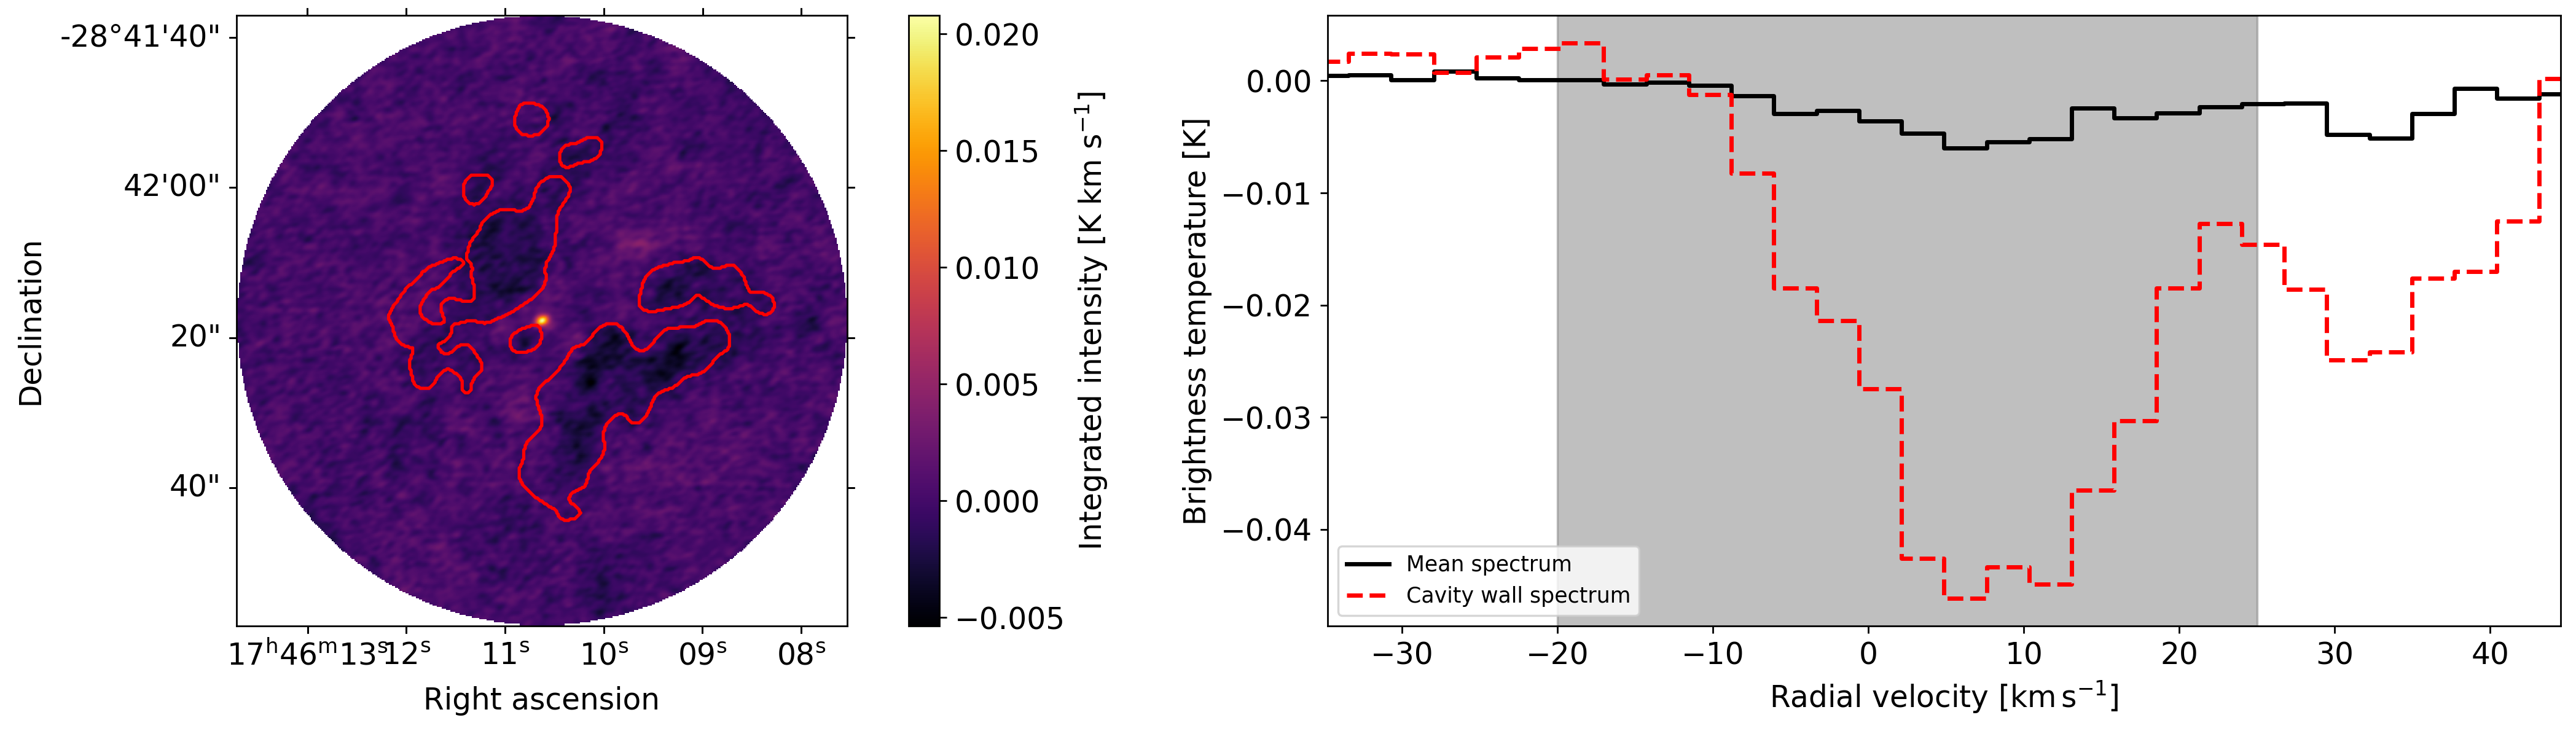 -28°41'40"
42'00"
20"
40"
Declination
17ʰ46ᵐ13ˢ
12ˢ
11ˢ
10ˢ
09ˢ
08ˢ
Right ascension
0.020
0.015
0.010
0.005
0.000
−0.005
Integrated intensity [K km s⁻¹]
0.00
−0.01
−0.02
−0.03
−0.04
Brightness temperature [K]
Mean spectrum
Cavity wall spectrum
−30
−20
−10
0
10
20
30
40
Radial velocity [km s⁻¹]